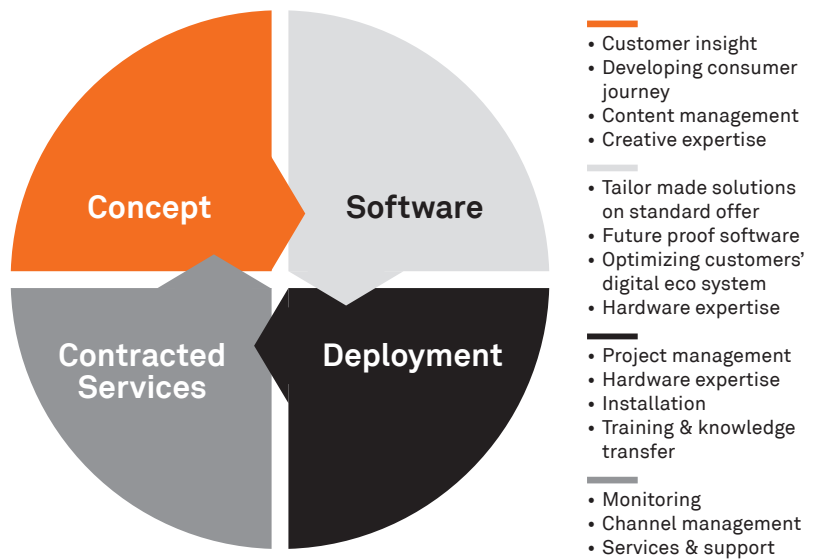 Concept
Software
Contracted
Services
Deployment
• Customer insight
• Developing consumer
journey
• Content management
• Creative expertise
• Tailor made solutions
on standard offer
• Future proof software
• Optimizing customers’
digital eco system
• Hardware expertise
• Project management
• Hardware expertise
• Installation
• Training & knowledge
transfer
• Monitoring
• Channel management
• Services & support